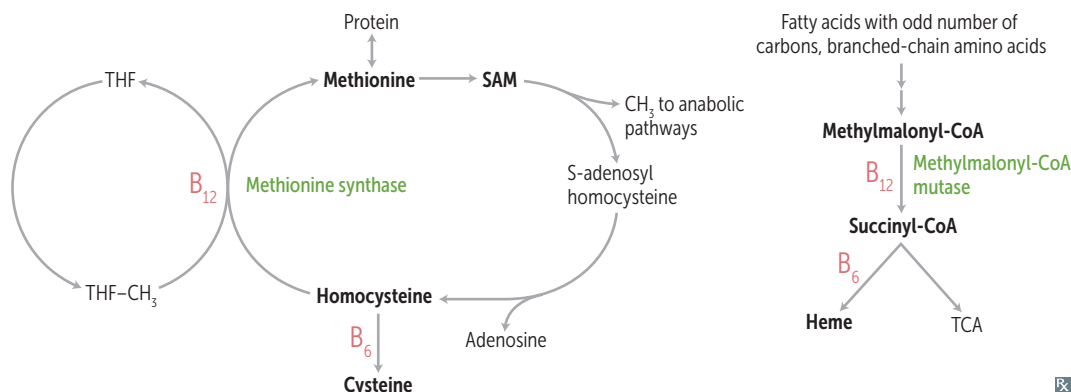 Protein
Methionine
SAM
THF
CH₃ to anabolic
pathways
B₁₂
Methionine synthase
S-adenosyl
homocysteine
THF–CH₃
Homocysteine
Adenosine
B₆
Cysteine
Fatty acids with odd number of
carbons, branched-chain amino acids
Methylmalonyl-CoA
B₁₂
Methylmalonyl-CoA
mutase
Succinyl-CoA
B₆
Heme
TCA
Rx